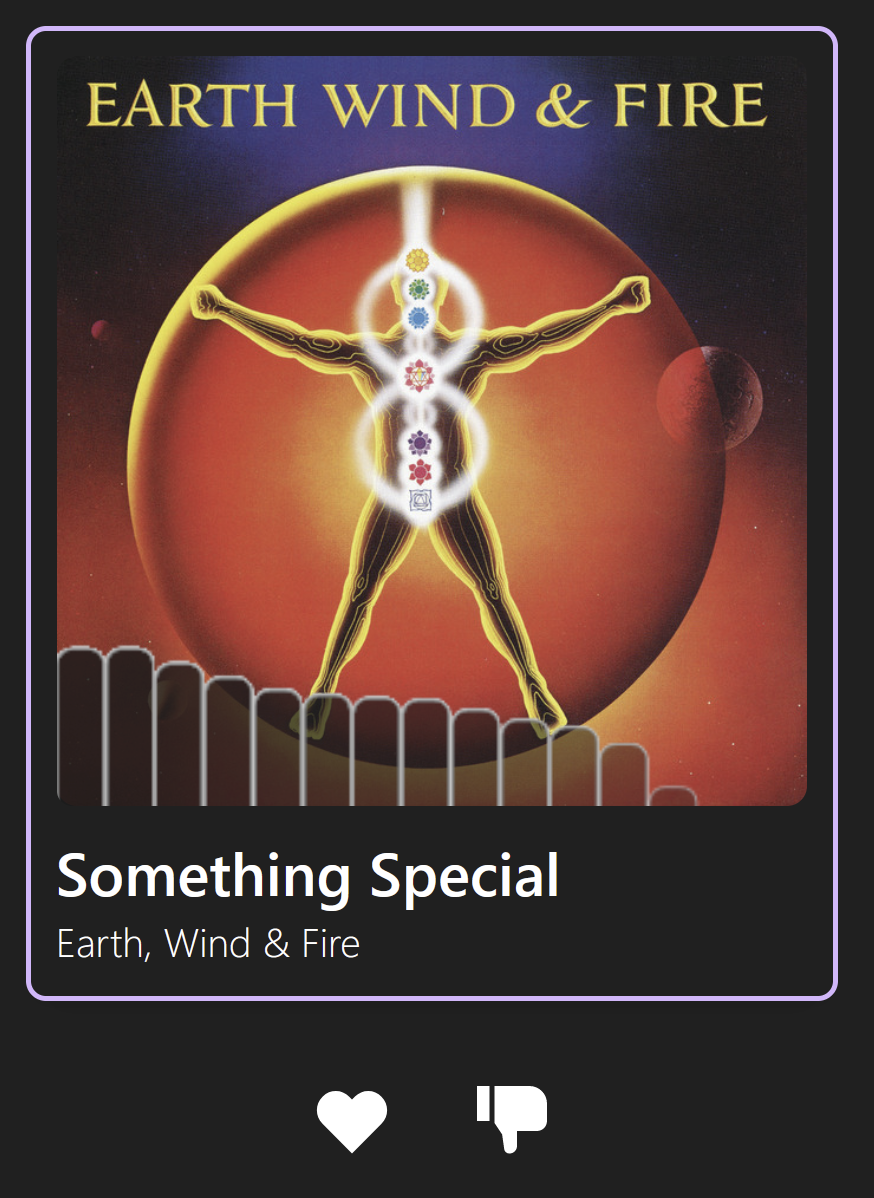 EARTH WIND & FIRE
Something Special
Earth, Wind & Fire